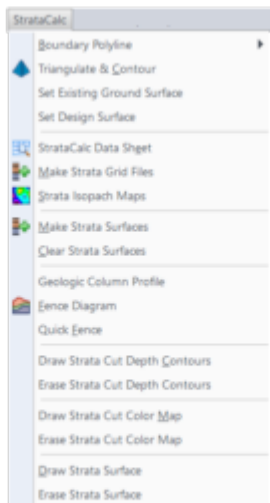 StrataCalc
Boundary Polyline
Triangulate & Contour
Set Existing Ground Surface
Set Design Surface
StrataCalc Data Sheet
Make Strata Grid Files
Strata Isopach Maps
Make Strata Surfaces
Clear Strata Surfaces
Geologic Column Profile
Fence Diagram
Quick Fence
Draw Strata Cut Depth Contours
Erase Strata Cut Depth Contours
Draw Strata Cut Color Map
Erase Strata Cut Color Map
Draw Strata Surface
Erase Strata Surface